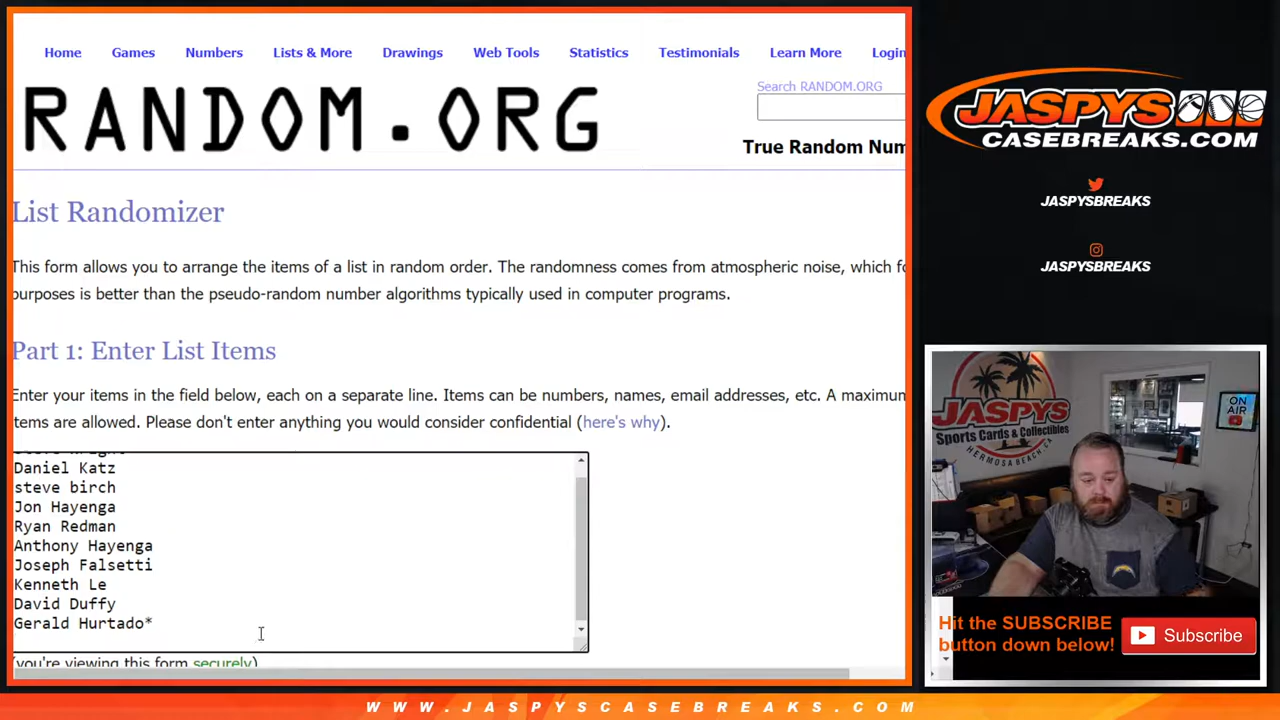 Home Games Numbers Lists & More Drawings Web Tools Statistics Testimonials Learn More Login
RANDOM.ORG
Search RANDOM.ORG
True Random Num
List Randomizer
This form allows you to arrange the items of a list in random order. The randomness comes from atmospheric noise, which fo
purposes is better than the pseudo-random number algorithms typically used in computer programs.
Part 1: Enter List Items
Enter your items in the field below, each on a separate line. Items can be numbers, names, email addresses, etc. A maximum
items are allowed. Please don't enter anything you would consider confidential (here's why).
Daniel Katz
steve birch
Jon Hayenga
Ryan Redman
Anthony Hayenga
Joseph Falsetti
Kenneth Le
David Duffy
Gerald Hurtado*
(you're viewing this form securely)
JASPYS
CASEBREAKS.COM
JASPYSBREAKS
JASPYSBREAKS
JASPYS
Sports Cards & Collectibles
HERMOSA BEACH, CA
ON
AIR
Hit the SUBSCRIBE
button down below!
Subscribe
WWW.JASPYSCASEBREAKS.COM